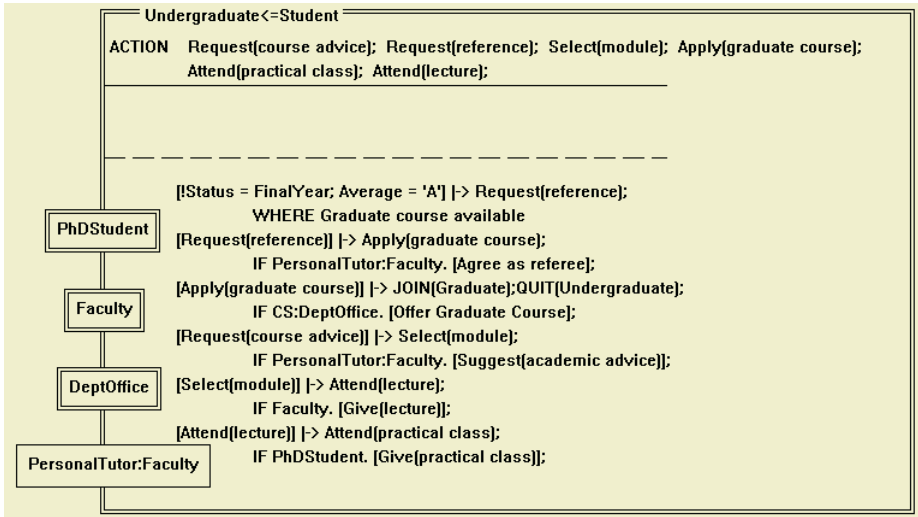 Undergraduate<=Student
ACTION Request(course advice); Request(reference); Select(module); Apply(graduate course);
Attend(practical class); Attend(lecture);
[!Status = FinalYear; Average = 'A'] |-> Request(reference);
WHERE Graduate course available
PhDStudent
[Request(reference)] |-> Apply(graduate course);
IF PersonalTutor:Faculty. [Agree as referee];
[Apply(graduate course)] |-> JOIN(Graduate);QUIT(Undergraduate);
Faculty
IF CS:DeptOffice. [Offer Graduate Course];
[Request(course advice)] |-> Select(module);
IF PersonalTutor:Faculty. [Suggest(academic advice)];
DeptOffice
[Select(module)] |-> Attend(lecture);
IF Faculty. [Give(lecture)];
[Attend(lecture)] |-> Attend(practical class);
IF PhDStudent. [Give(practical class)];
PersonalTutor:Faculty